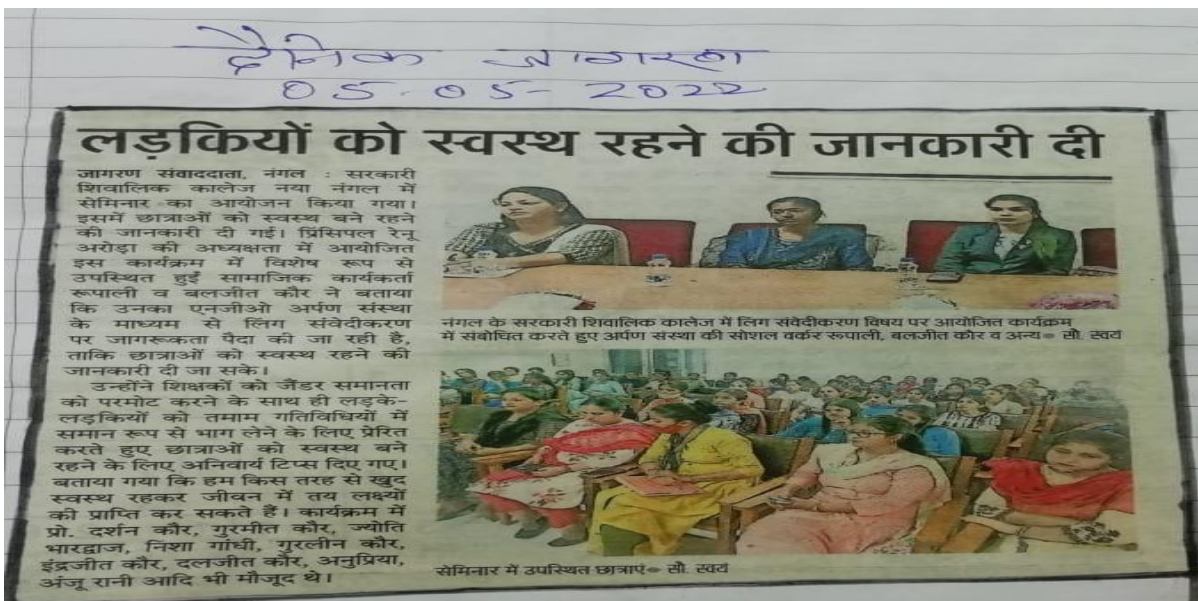 दैनिक जागरण
05-05-2022
लड़कियों को स्वस्थ रहने की जानकारी दी
जागरण संवाददाता, नंगल : सरकारी
शिवालिक कालेज नया नंगल में
सेमिनार का आयोजन किया गया।
इसमें छात्राओं को स्वस्थ बने रहने
की जानकारी दी गई। प्रिंसिपल रेनू
अरोड़ा की अध्यक्षता में आयोजित
इस कार्यक्रम में विशेष रूप से
उपस्थित हुईं सामाजिक कार्यकर्ता
रूपाली व बलजीत कौर ने बताया
कि उनका एनजीओ अर्पण संस्था
के माध्यम से लिंग संवेदीकरण
पर जागरूकता पैदा की जा रही है,
ताकि छात्राओं को स्वस्थ रहने की
जानकारी दी जा सके।
उन्होंने शिक्षकों को जैंडर समानता
को परमोट करने के साथ ही लड़के-
लड़कियों को तमाम गतिविधियों में
समान रूप से भाग लेने के लिए प्रेरित
करते हुए छात्राओं को स्वस्थ बने
रहने के लिए अनिवार्य टिप्स दिए गए।
बताया गया कि हम किस तरह से खुद
स्वस्थ रहकर जीवन में तय लक्ष्यों
की प्राप्ति कर सकते हैं। कार्यक्रम में
प्रो. दर्शन कौर, गुरमीत कौर, ज्योति
भारद्वाज, निशा गांधी, गुरलीन कौर,
इंद्रजीत कौर, दलजीत कौर, अनुप्रिया,
अंजू रानी आदि भी मौजूद थे।
नंगल के सरकारी शिवालिक कालेज में लिंग संवेदीकरण विषय पर आयोजित कार्यक्रम
में संबोधित करते हुए अर्पण संस्था की सोशल वर्कर रूपाली, बलजीत कौर व अन्य● सौ. स्वयं
सेमिनार में उपस्थित छात्राएं● सौ. स्वयं